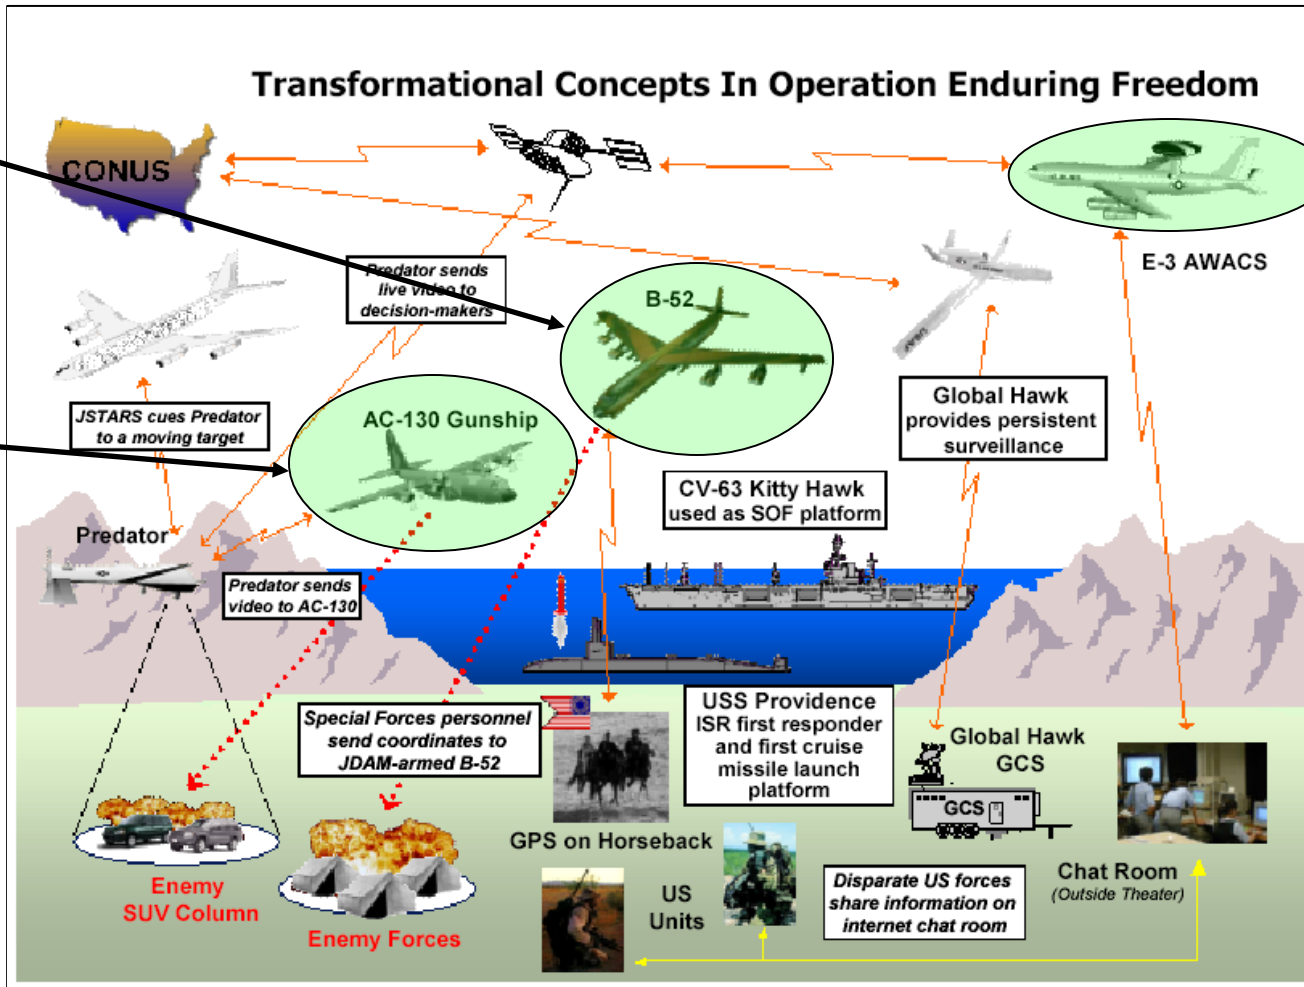 Transformational Concepts In Operation Enduring Freedom
CONUS
E-3 AWACS
Predator sends
live video to
decision-makers
B-52
JSTARS cues Predator
to a moving target
AC-130 Gunship
Global Hawk
provides persistent
surveillance
CV-63 Kitty Hawk
used as SOF platform
Predator
Predator sends
video to AC-130
Special Forces personnel
send coordinates to
JDAM-armed B-52
USS Providence
ISR first responder
and first cruise
missile launch
platform
Global Hawk
GCS
GCS
GPS on Horseback
Chat Room
(Outside Theater)
Enemy
SUV Column
Enemy Forces
US
Units
Disparate US forces
share information on
internet chat room